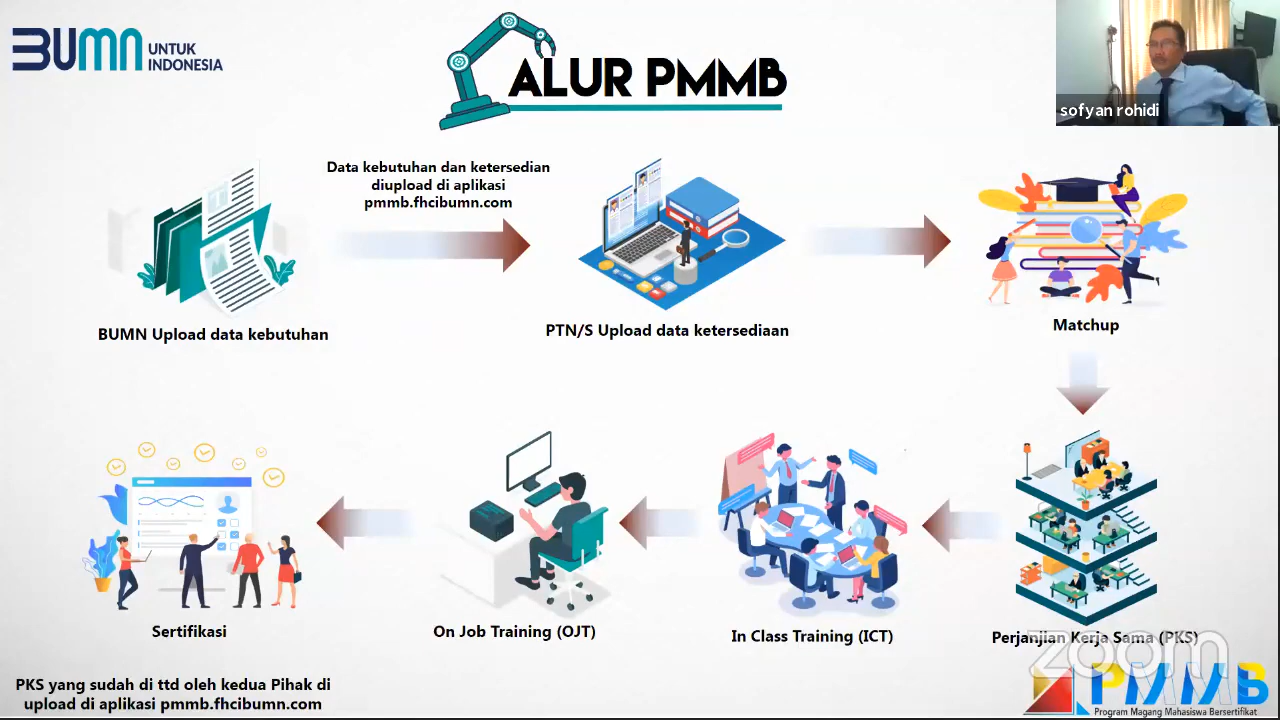 BUMN UNTUK
INDONESIA
ALUR PMMB
sofyan rohidi
Data kebutuhan dan ketersedian
diupload di aplikasi
pmmb.fhcibumn.com
BUMN Upload data kebutuhan
PTN/S Upload data ketersediaan
Matchup
Sertifikasi
On Job Training (OJT)
In Class Training (ICT)
Perjanjian Kerja Sama (PKS)
zoom
PKS yang sudah di ttd oleh kedua Pihak di
upload di aplikasi pmmb.fhcibumn.com
PMMB
Program Magang Mahasiswa Bersertifikat